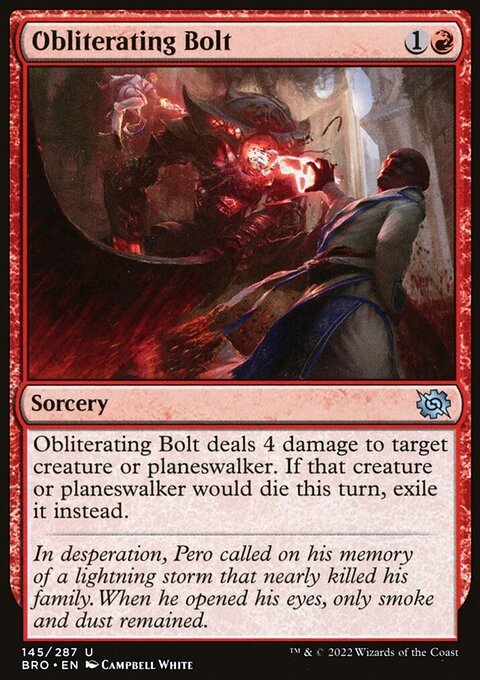 Obliterating Bolt 1
Sorcery
Obliterating Bolt deals 4 damage to target
creature or planeswalker. If that creature
or planeswalker would die this turn, exile
it instead.
In desperation, Pero called on his memory
of a lightning storm that nearly killed his
family. When he opened his eyes, only smoke
and dust remained.
145/287 U
BRO • EN Campbell White
™ & © 2022 Wizards of the Coast